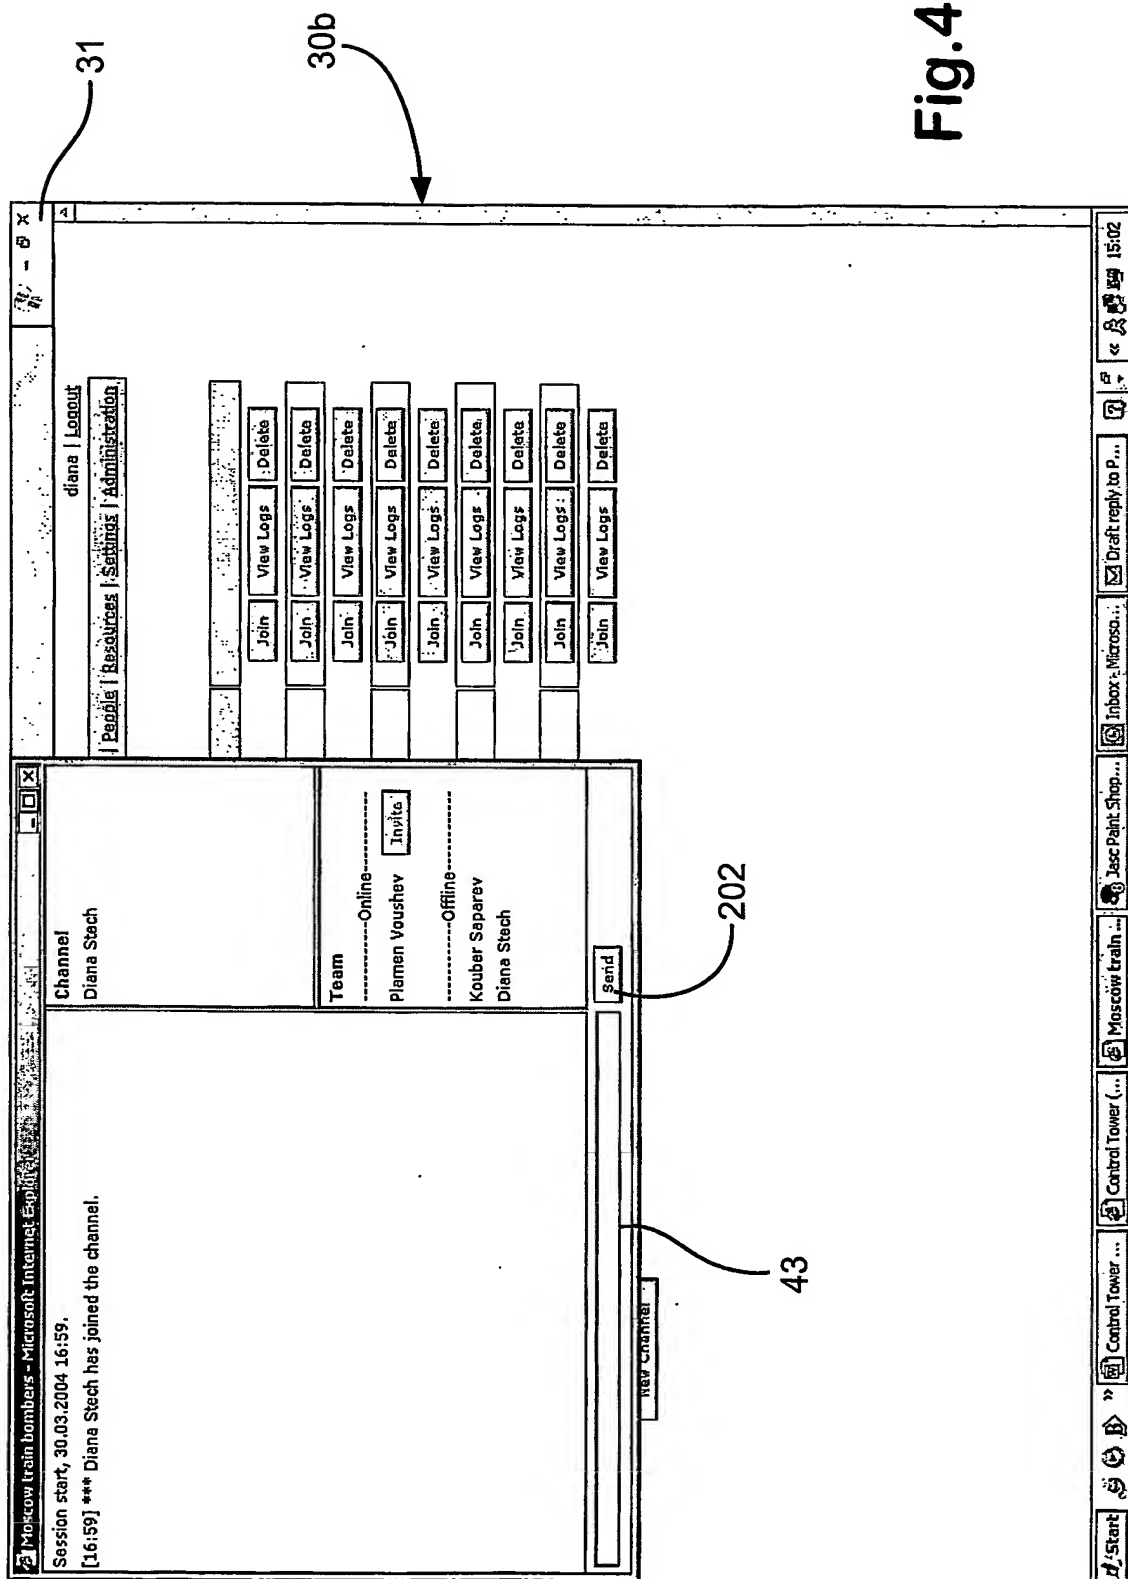 Moscow train bombers - Microsoft Internet Explorer
Session start, 30.03.2004 16:59.
[16:59] *** Diana Stech has joined the channel.
Channel
Diana Stech
Team
----------Online----------
Plamen Voushev Invite
----------Offline----------
Kouber Saparev
Diana Stech
Send
New Channel
diana | Logout
| People | Resources | Settings | Administration
Join View Logs Delete
Join View Logs Delete
Join View Logs Delete
Join View Logs Delete
Join View Logs Delete
Join View Logs Delete
Join View Logs Delete
Join View Logs Delete
Join View Logs Delete
Start » Control Tower ... Control Tower (... Moscow train ... Jasc Paint Shop... Inbox - Microso... Draft reply to P... « 15:02
31
30b
202
43
Fig.4